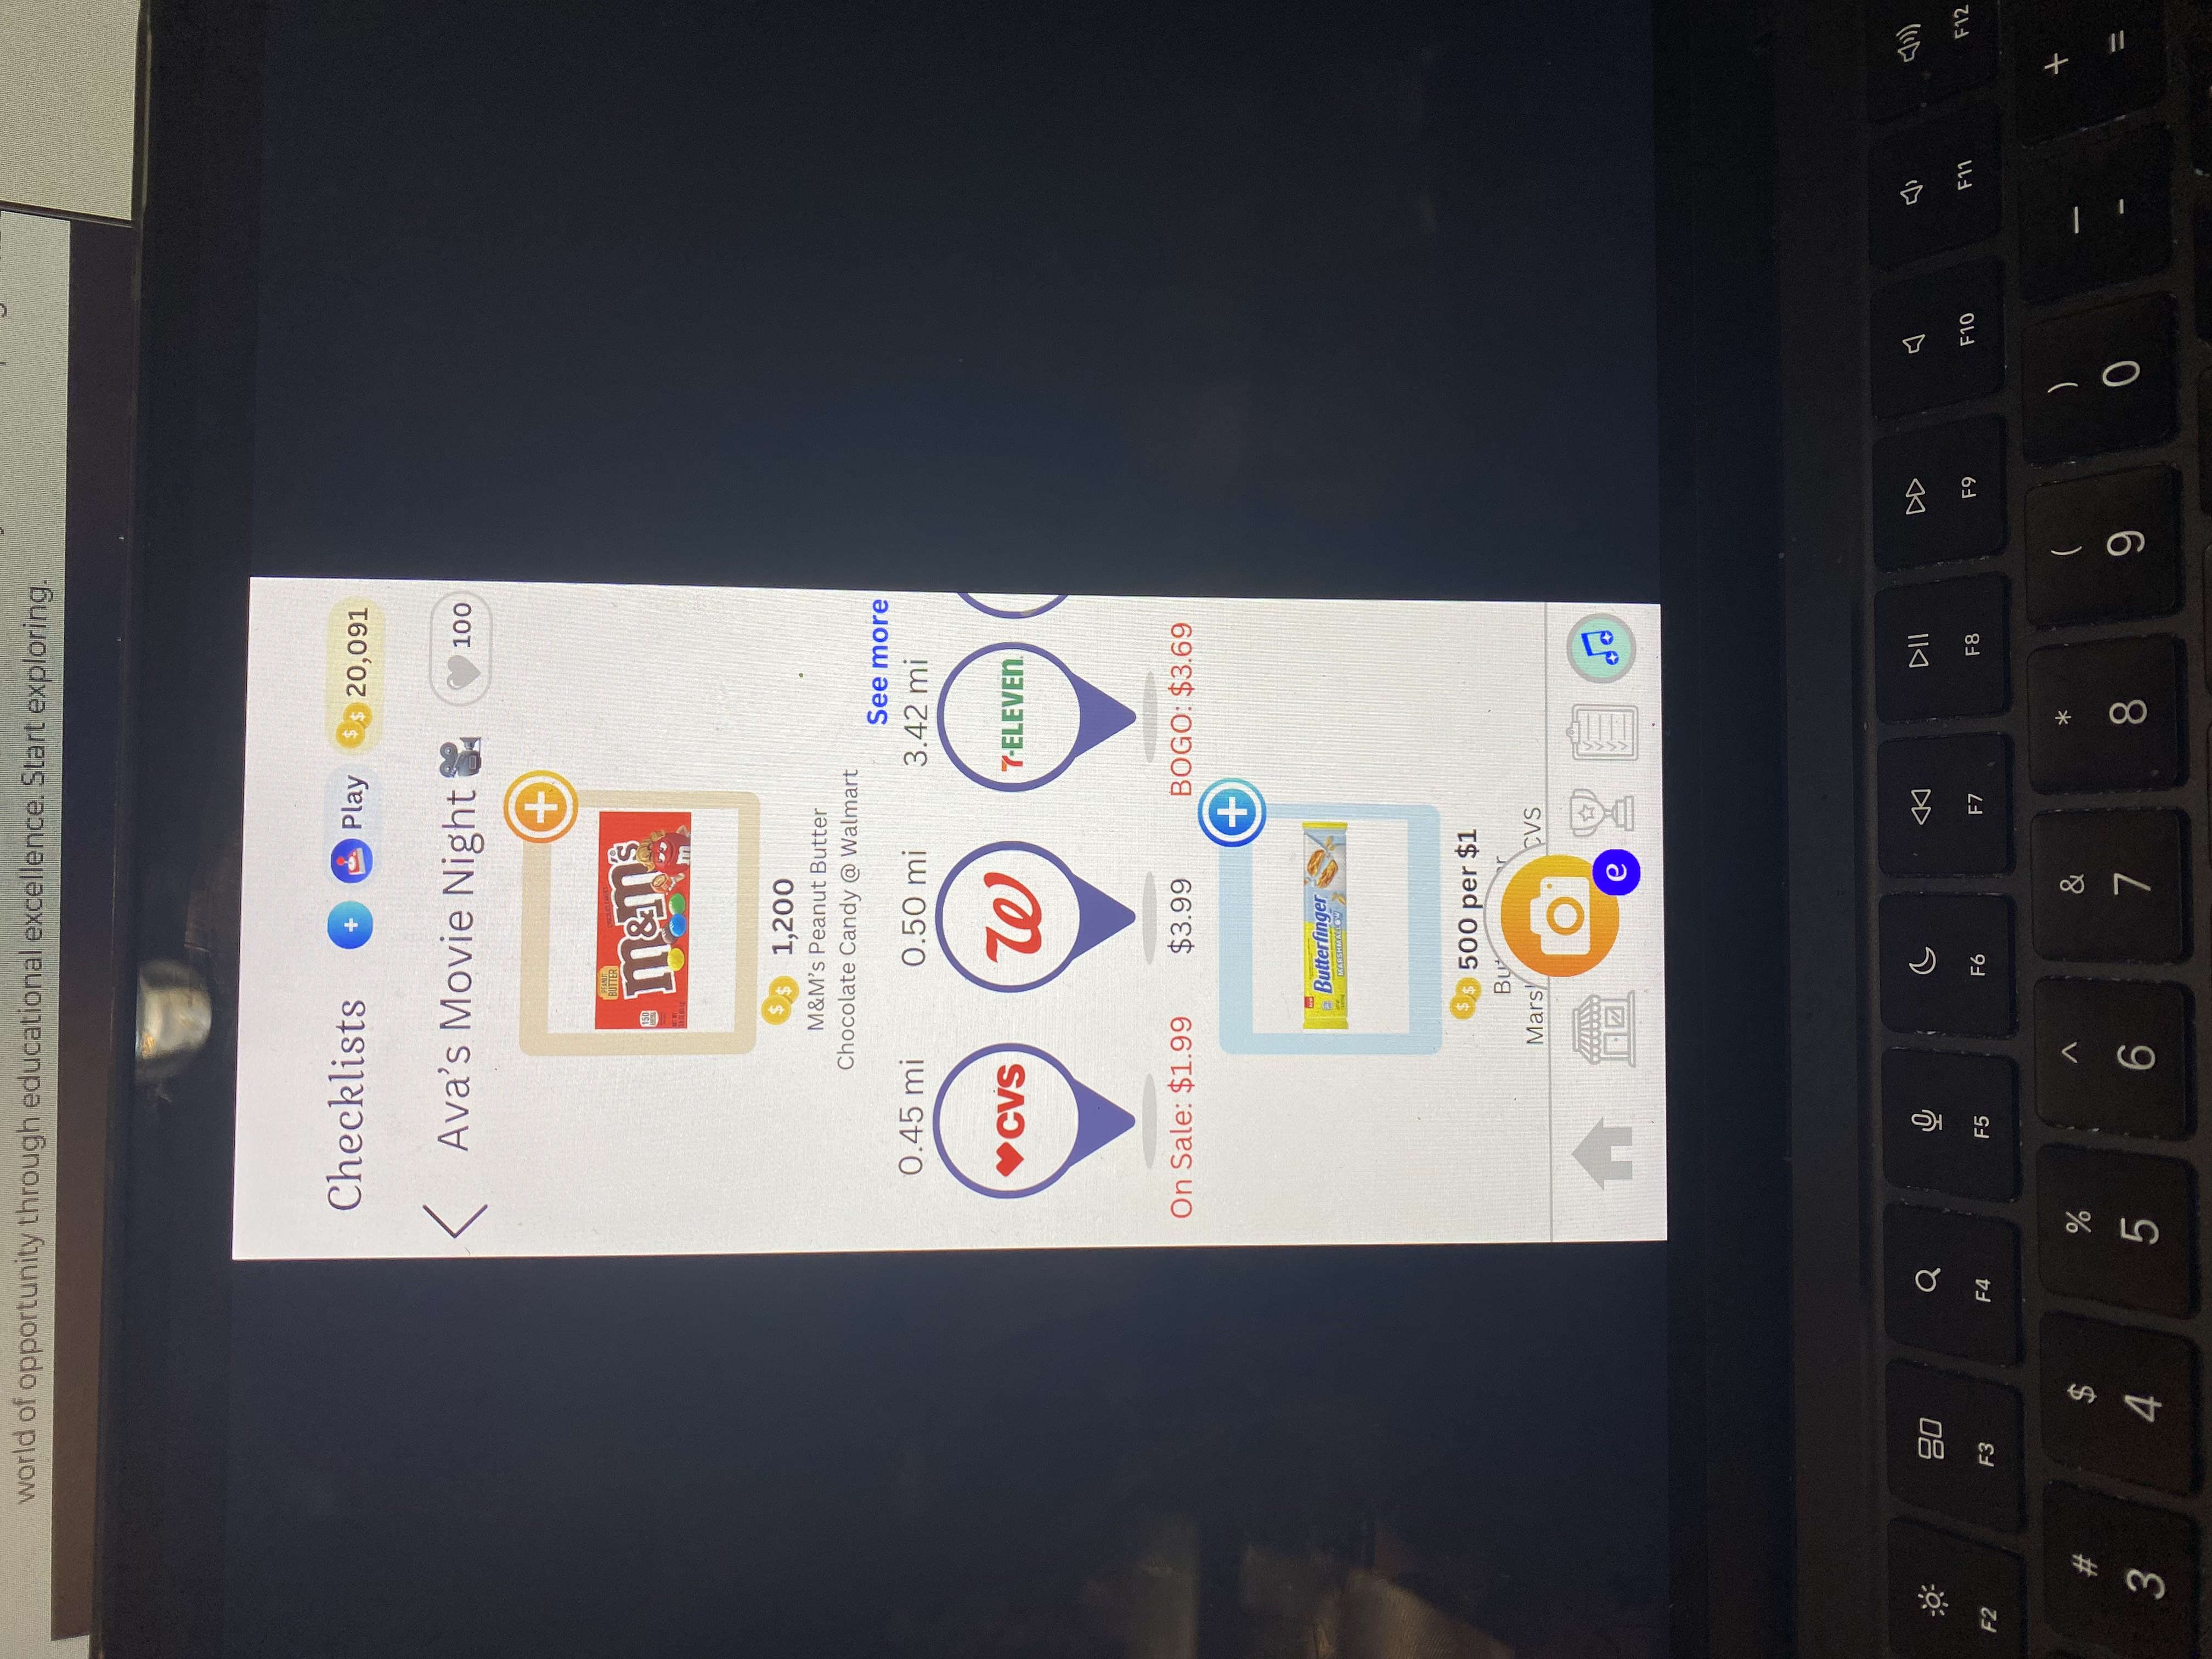 world of opportunity through educational excellence. Start exploring.
Checklists
+
Play
$ $ 20,091
Ava's Movie Night
100
PEANUT
BUTTER
m&m's
150
m
$ $ 1,200
M&M's Peanut Butter
Chocolate Candy @ Walmart
See more
0.45 mi 0.50 mi 3.42 mi
CVS W 7-ELEVEn
On Sale: $1.99 $3.99 BOGO: $3.69
Butterfinger
MARSHMALLOW
$ $ 500 per $1
CVS
e
F2 F3 F4 F5 F6 F7 F8 F9 F10 F11 F12
# $ % ^ & * ( ) _ +
3 4 5 6 7 8 9 0 - =